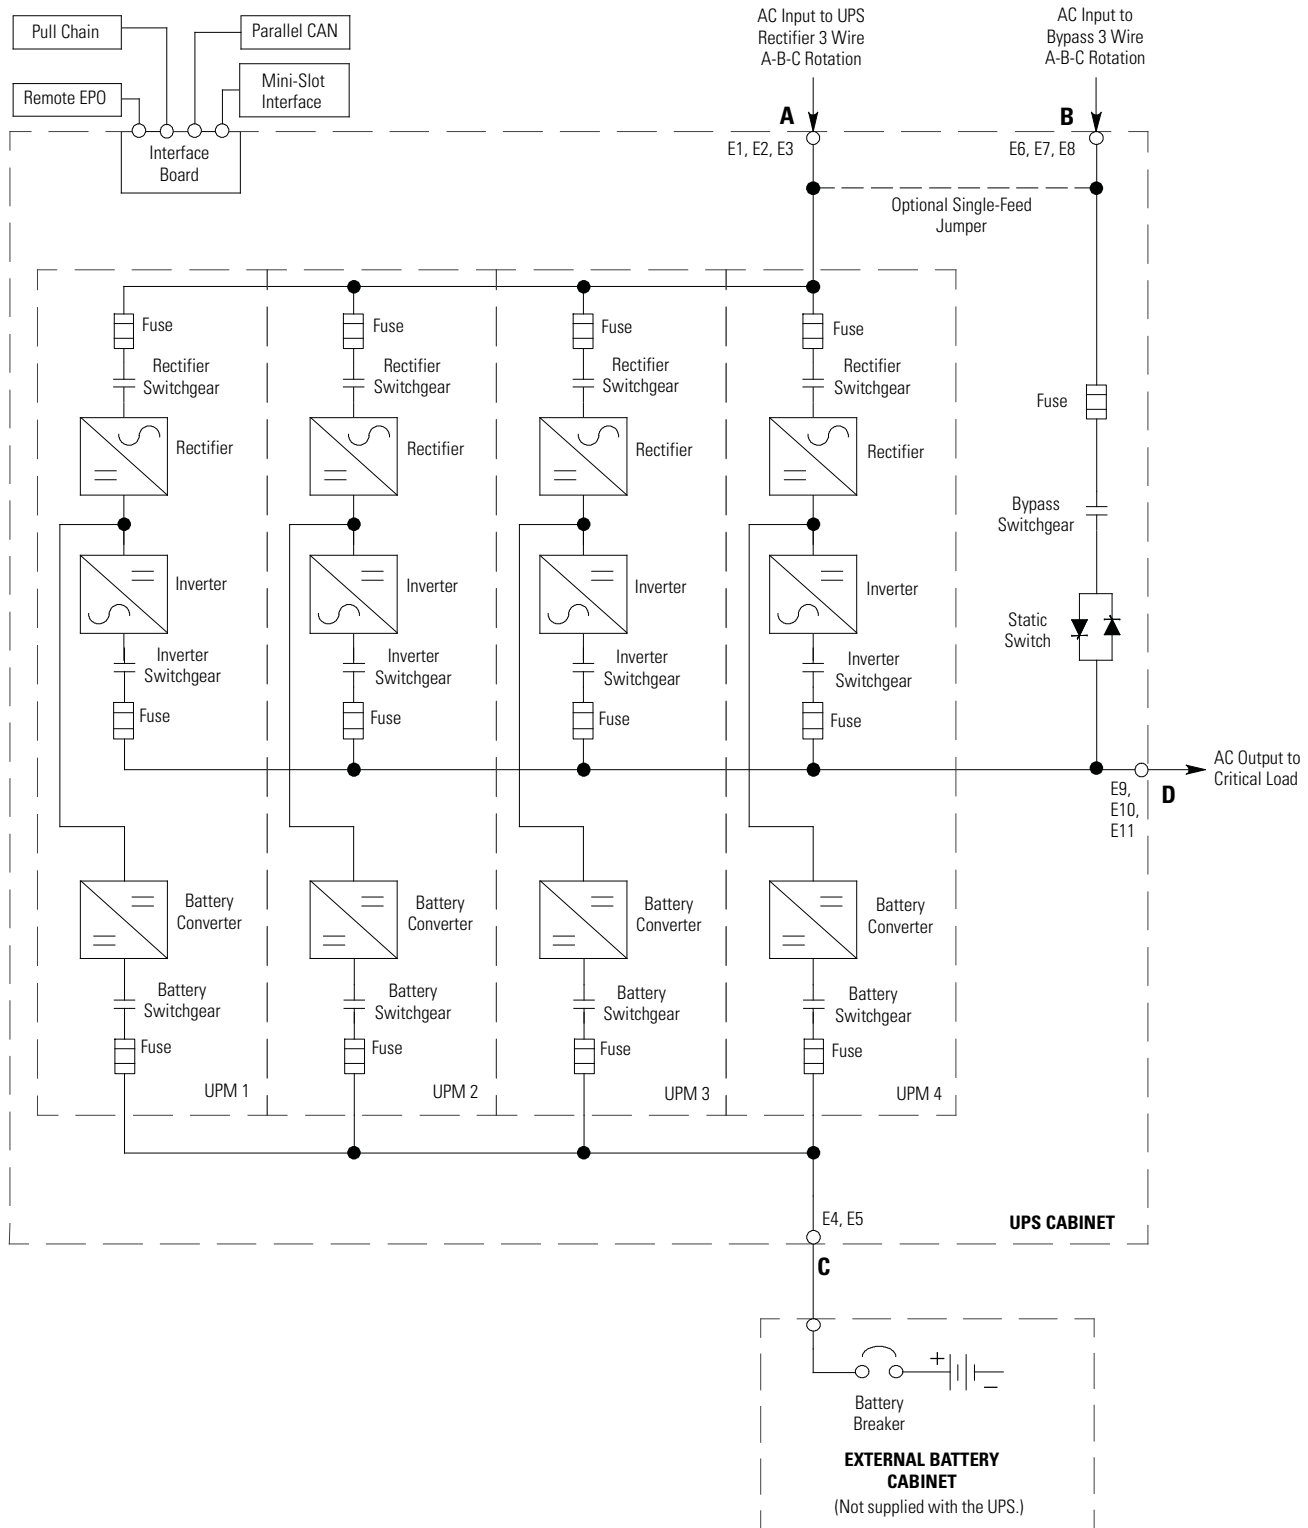 Pull Chain
Parallel CAN
Remote EPO
Mini-Slot
Interface
Interface
Board
AC Input to UPS
Rectifier 3 Wire
A-B-C Rotation
AC Input to
Bypass 3 Wire
A-B-C Rotation
A
B
E1, E2, E3
E6, E7, E8
Optional Single-Feed
Jumper
Fuse
Fuse
Fuse
Fuse
Rectifier
Switchgear
Rectifier
Switchgear
Rectifier
Switchgear
Rectifier
Switchgear
Fuse
Rectifier
Rectifier
Rectifier
Rectifier
Bypass
Switchgear
Inverter
Inverter
Inverter
Inverter
Static
Switch
Inverter
Switchgear
Inverter
Switchgear
Inverter
Switchgear
Inverter
Switchgear
Fuse
Fuse
Fuse
Fuse
AC Output to
Critical Load
E9,
E10,
E11
D
Battery
Converter
Battery
Converter
Battery
Converter
Battery
Converter
Battery
Switchgear
Battery
Switchgear
Battery
Switchgear
Battery
Switchgear
Fuse
Fuse
Fuse
Fuse
UPM 1
UPM 2
UPM 3
UPM 4
E4, E5
UPS CABINET
C
+
–
Battery
Breaker
EXTERNAL BATTERY
CABINET
(Not supplied with the UPS.)